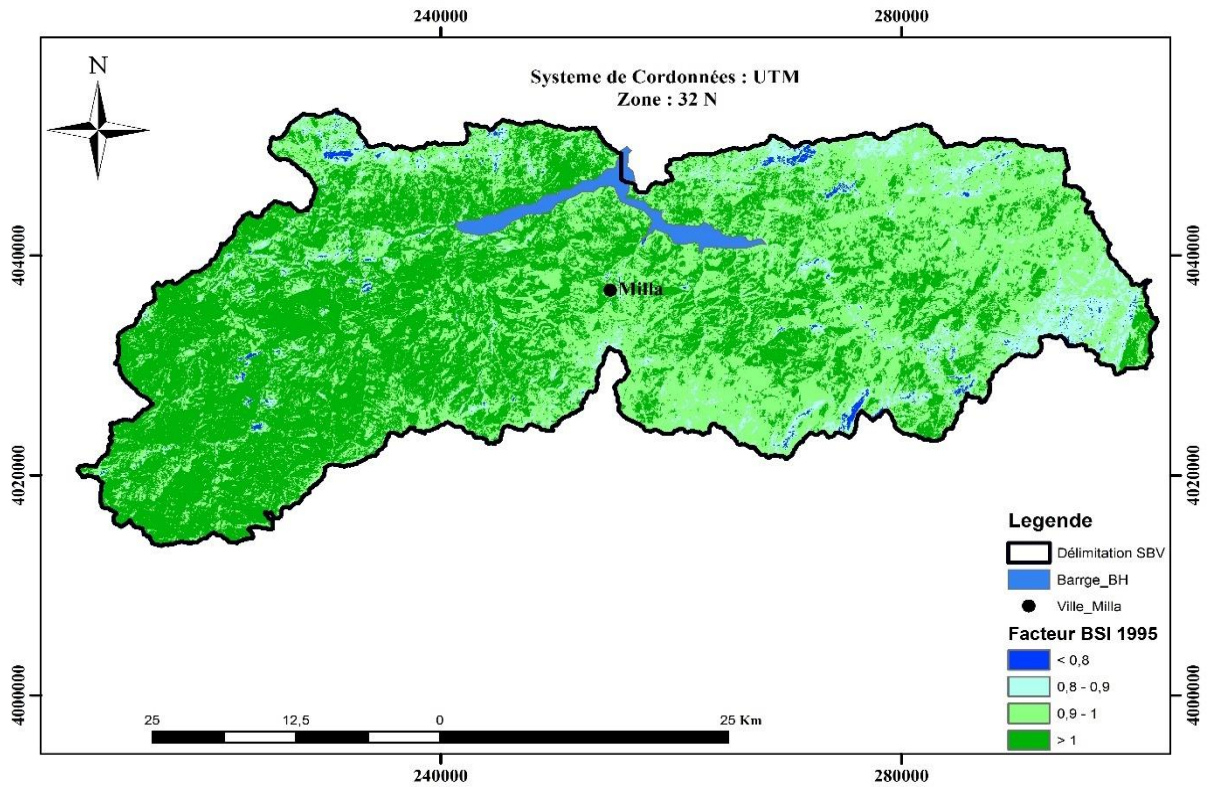 240000
280000
N
Systeme de Cordonnées : UTM
Zone : 32 N
4040000
4040000
Milla
4020000
4020000
Legende
Délimitation SBV
Barrge_BH
Ville_Milla
Facteur BSI 1995
< 0,8
0,8 - 0,9
0,9 - 1
> 1
4000000
4000000
25
12,5
0
25 Km
240000
280000